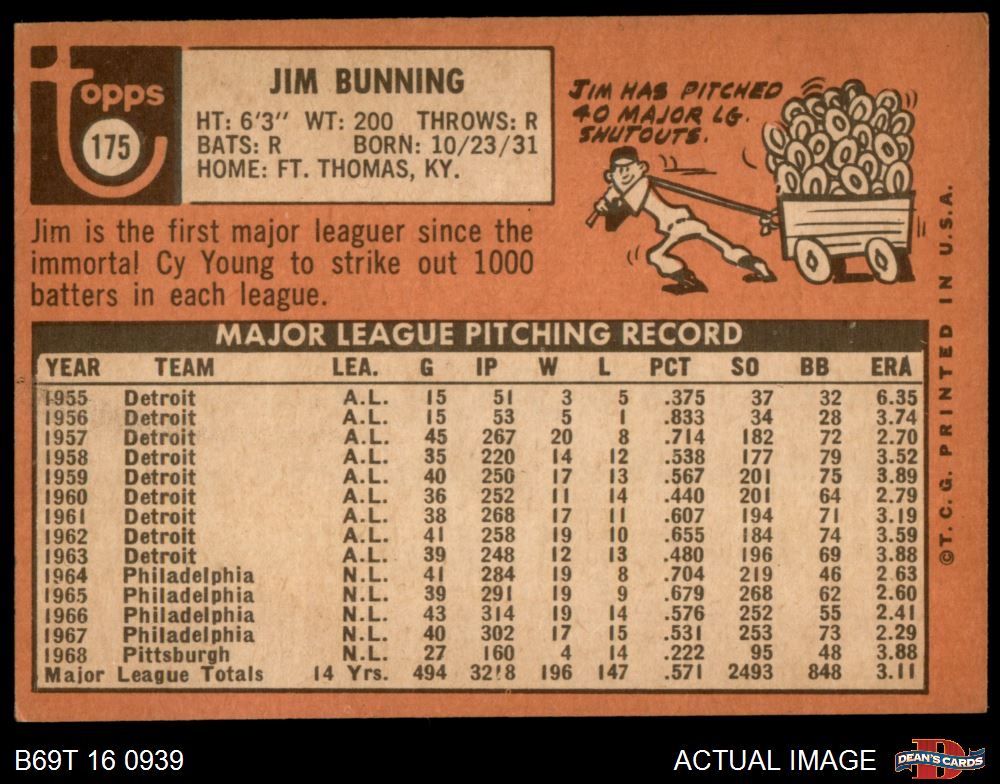 topps
175
JIM BUNNING
HT: 6'3" WT: 200 THROWS: R
BATS: R BORN: 10/23/31
HOME: FT. THOMAS, KY.
JIM HAS PITCHED
40 MAJOR LG.
SHUTOUTS.
Jim is the first major leaguer since the
immortal Cy Young to strike out 1000
batters in each league.
MAJOR LEAGUE PITCHING RECORD
YEAR TEAM LEA. G IP W L PCT SO BB ERA
1955 Detroit A.L. 15 51 3 5 .375 37 32 6.35
1956 Detroit A.L. 15 53 5 1 .833 34 28 3.74
1957 Detroit A.L. 45 267 20 8 .714 182 72 2.70
1958 Detroit A.L. 35 220 14 12 .538 177 79 3.52
1959 Detroit A.L. 40 250 17 13 .567 201 75 3.89
1960 Detroit A.L. 36 252 11 14 .440 201 64 2.79
1961 Detroit A.L. 38 268 17 11 .607 194 71 3.19
1962 Detroit A.L. 41 258 19 10 .655 184 74 3.59
1963 Detroit A.L. 39 248 12 13 .480 196 69 3.88
1964 Philadelphia N.L. 41 284 19 8 .704 219 46 2.63
1965 Philadelphia N.L. 39 291 19 9 .679 268 62 2.60
1966 Philadelphia N.L. 43 314 19 14 .576 252 55 2.41
1967 Philadelphia N.L. 40 302 17 15 .531 253 73 2.29
1968 Pittsburgh N.L. 27 160 4 14 .222 95 48 3.88
Major League Totals 14 Yrs. 494 3218 196 147 .571 2493 848 3.11
©T. C. G. PRINTED IN U.S.A.
B69T 16 0939
ACTUAL IMAGE
D
DEAN'S CARDS